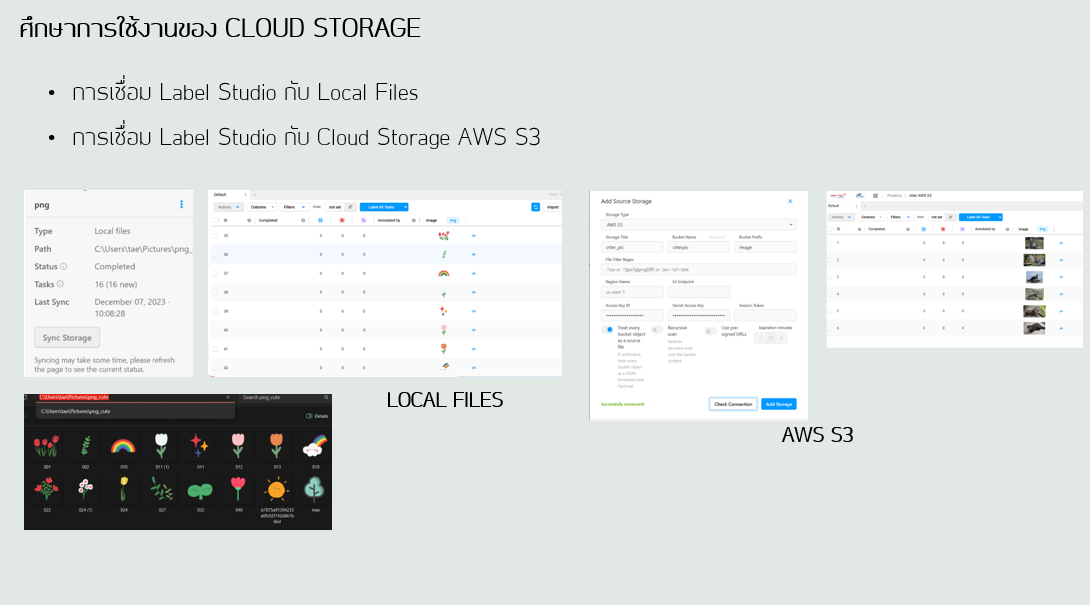 ศึกษาการใช้งานของ CLOUD STORAGE
• การเชื่อม Label Studio กับ Local Files
• การเชื่อม Label Studio กับ Cloud Storage AWS S3
png
Type Local files
Path C:\Users\tae\Pictures\png_
Status Completed
Tasks 16 (16 new)
Last Sync December 07, 2023 ·
10:08:28
Sync Storage
Syncing may take some time, please refresh
the page to see the current status.
Default
Actions Columns Filters Order not set Label All Tasks Import
ID Completed Annotated by image img
35 0 0 0
36 0 0 0
37 0 0 0
38 0 0 0
39 0 0 0
40 0 0 0
41 0 0 0
42 0 0 0
LOCAL FILES
C:\Users\tae\Pictures\png_cute Search png_cute
C:\Users\tae\Pictures\png_cute
Details
001 002 010 011 (1) 011 012 013 019
022 024 (1) 024 027 032 040 tree
Add Source Storage
Storage Type
AWS S3
Storage Title Bucket Name Bucket Prefix
otter_pic otterpic image
File Filter Regex
Region Name S3 Endpoint
us-east-1
Access Key ID Secret Access Key Session Token
Treat every
bucket object
as a source
file
Recursive
scan
Use pre-
signed URLs
Expiration minutes
Successfully connected!
Check Connection Add Storage
AWS S3
Projects / otter AWS S3
Default
Actions Columns Filters Order not set Label All Tasks
ID Completed Annotated by image img
1 0 0 0
2 0 0 0
3 0 0 0
4 0 0 0
5 0 0 0
6 0 0 0